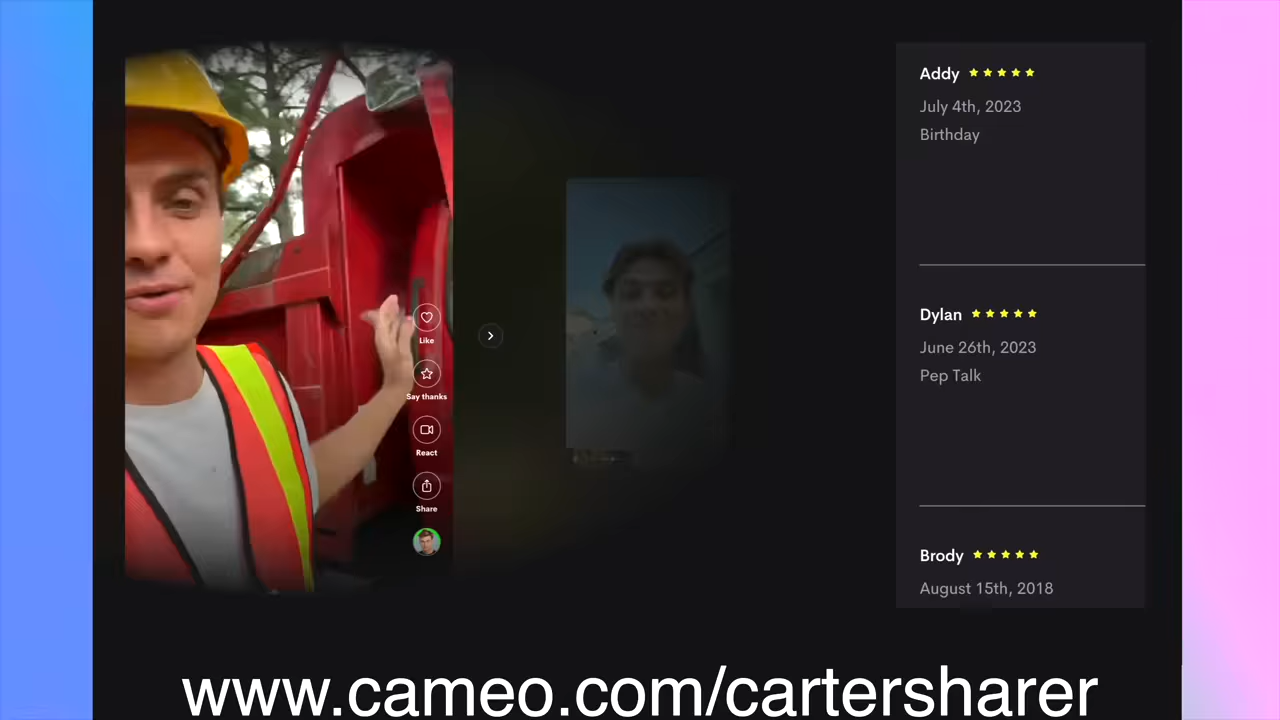 Like
Say thanks
React
Share
Addy
July 4th, 2023
Birthday
Dylan
June 26th, 2023
Pep Talk
Brody
August 15th, 2018
www.cameo.com/cartersharer